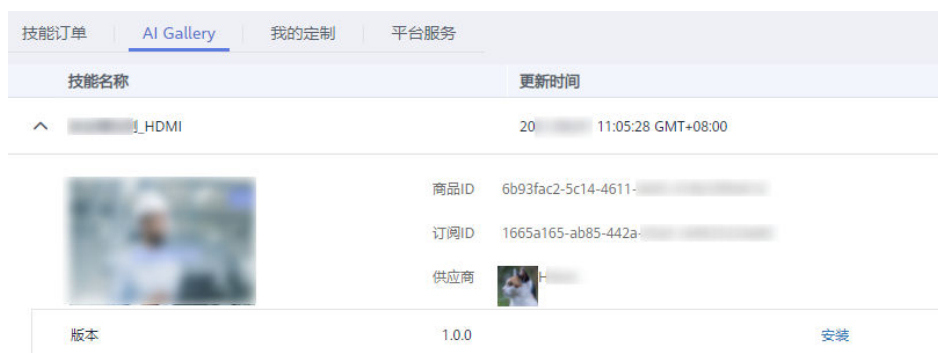 技能订单 AI Gallery 我的定制 平台服务
技能名称 更新时间
_HDMI 20 11:05:28 GMT+08:00
商品ID 6b93fac2-5c14-4611-
订阅ID 1665a165-ab85-442a-
供应商 H
版本 1.0.0 安装